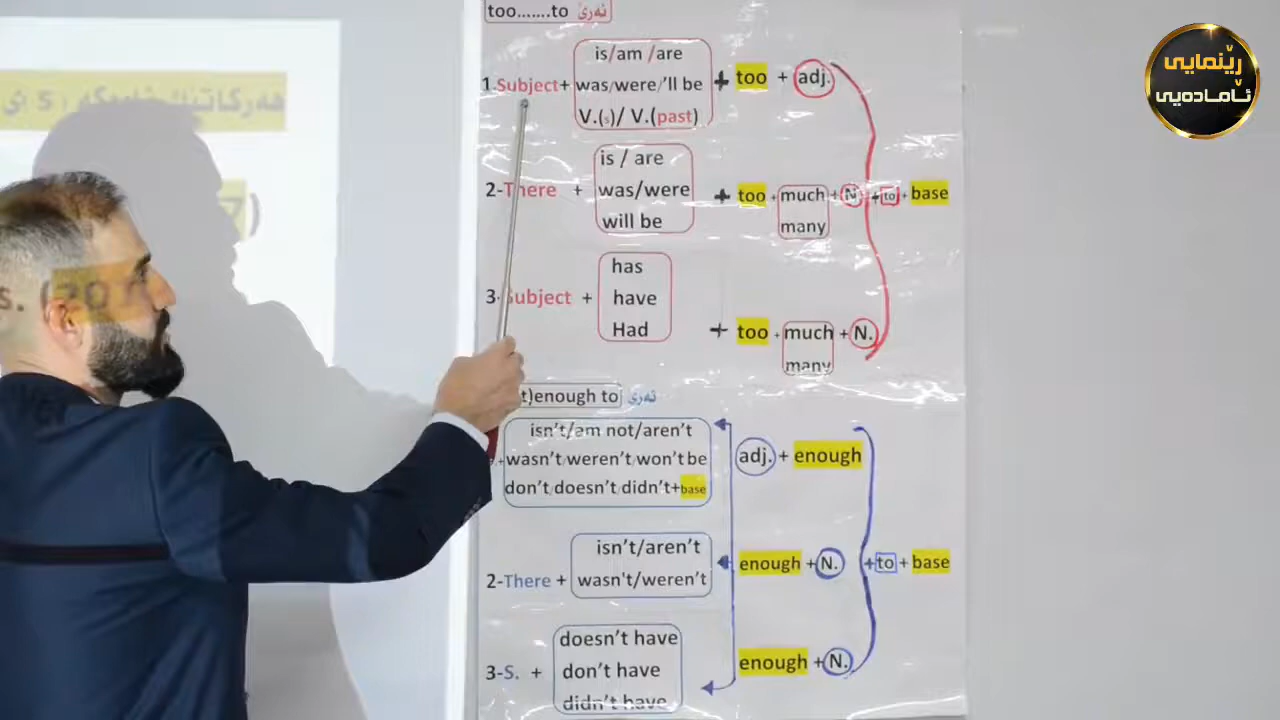 too.......to ئەرێ
is/am /are
1.Subject+ was/were/'ll be + too + adj.
V.(s)/ V.(past)
is / are
2-There + was/were + too + much + N + to + base
will be many
has
3-Subject + have
Had + too + much + N.
many
t)enough to ئەرێ
isn't/am not/aren't
+wasn't/weren't/won't be adj. + enough
don't/doesn't/didn't+base
isn't/aren't
2-There + wasn't/weren't enough +N. +to + base
doesn't have
3-S. + don't have enough +N.
didn't have
ڕێنمایی
ئامادەیی